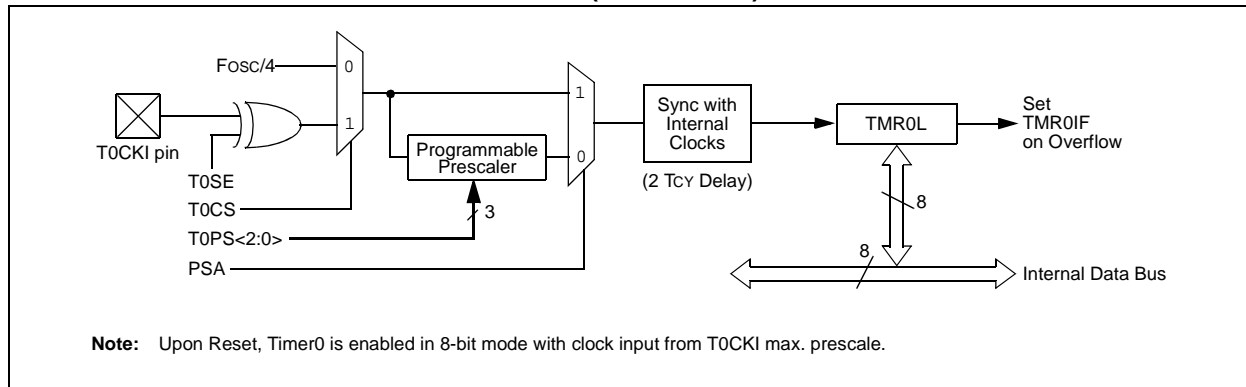 FOSC/4
0
1
T0CKI pin
T0SE
T0CS
T0PS<2:0>
PSA
Programmable
Prescaler
3
1
0
Sync with
Internal
Clocks
(2 TCY Delay)
TMR0L
Set
TMR0IF
on Overflow
8
8
Internal Data Bus
Note: Upon Reset, Timer0 is enabled in 8-bit mode with clock input from T0CKI max. prescale.